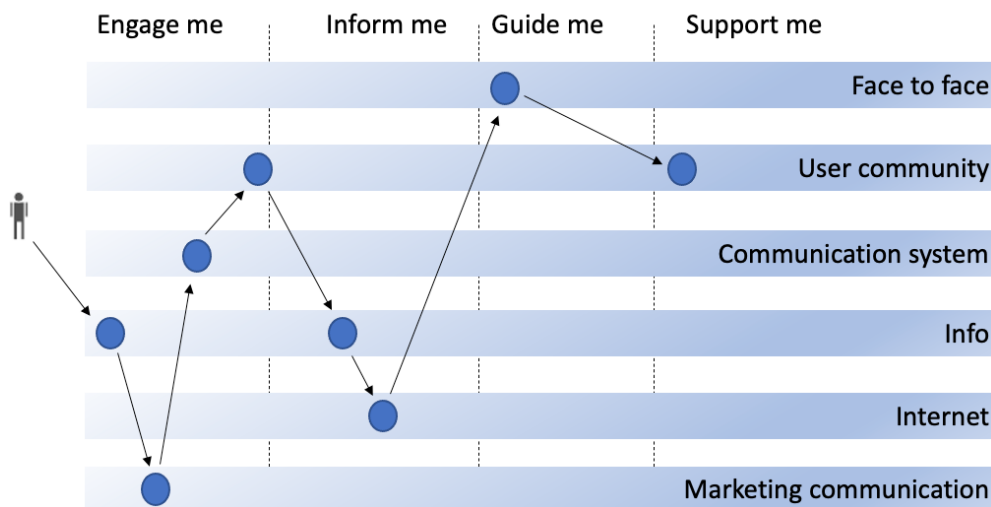 Engage me
Inform me
Guide me
Support me
Face to face
User community
Communication system
Info
Internet
Marketing communication